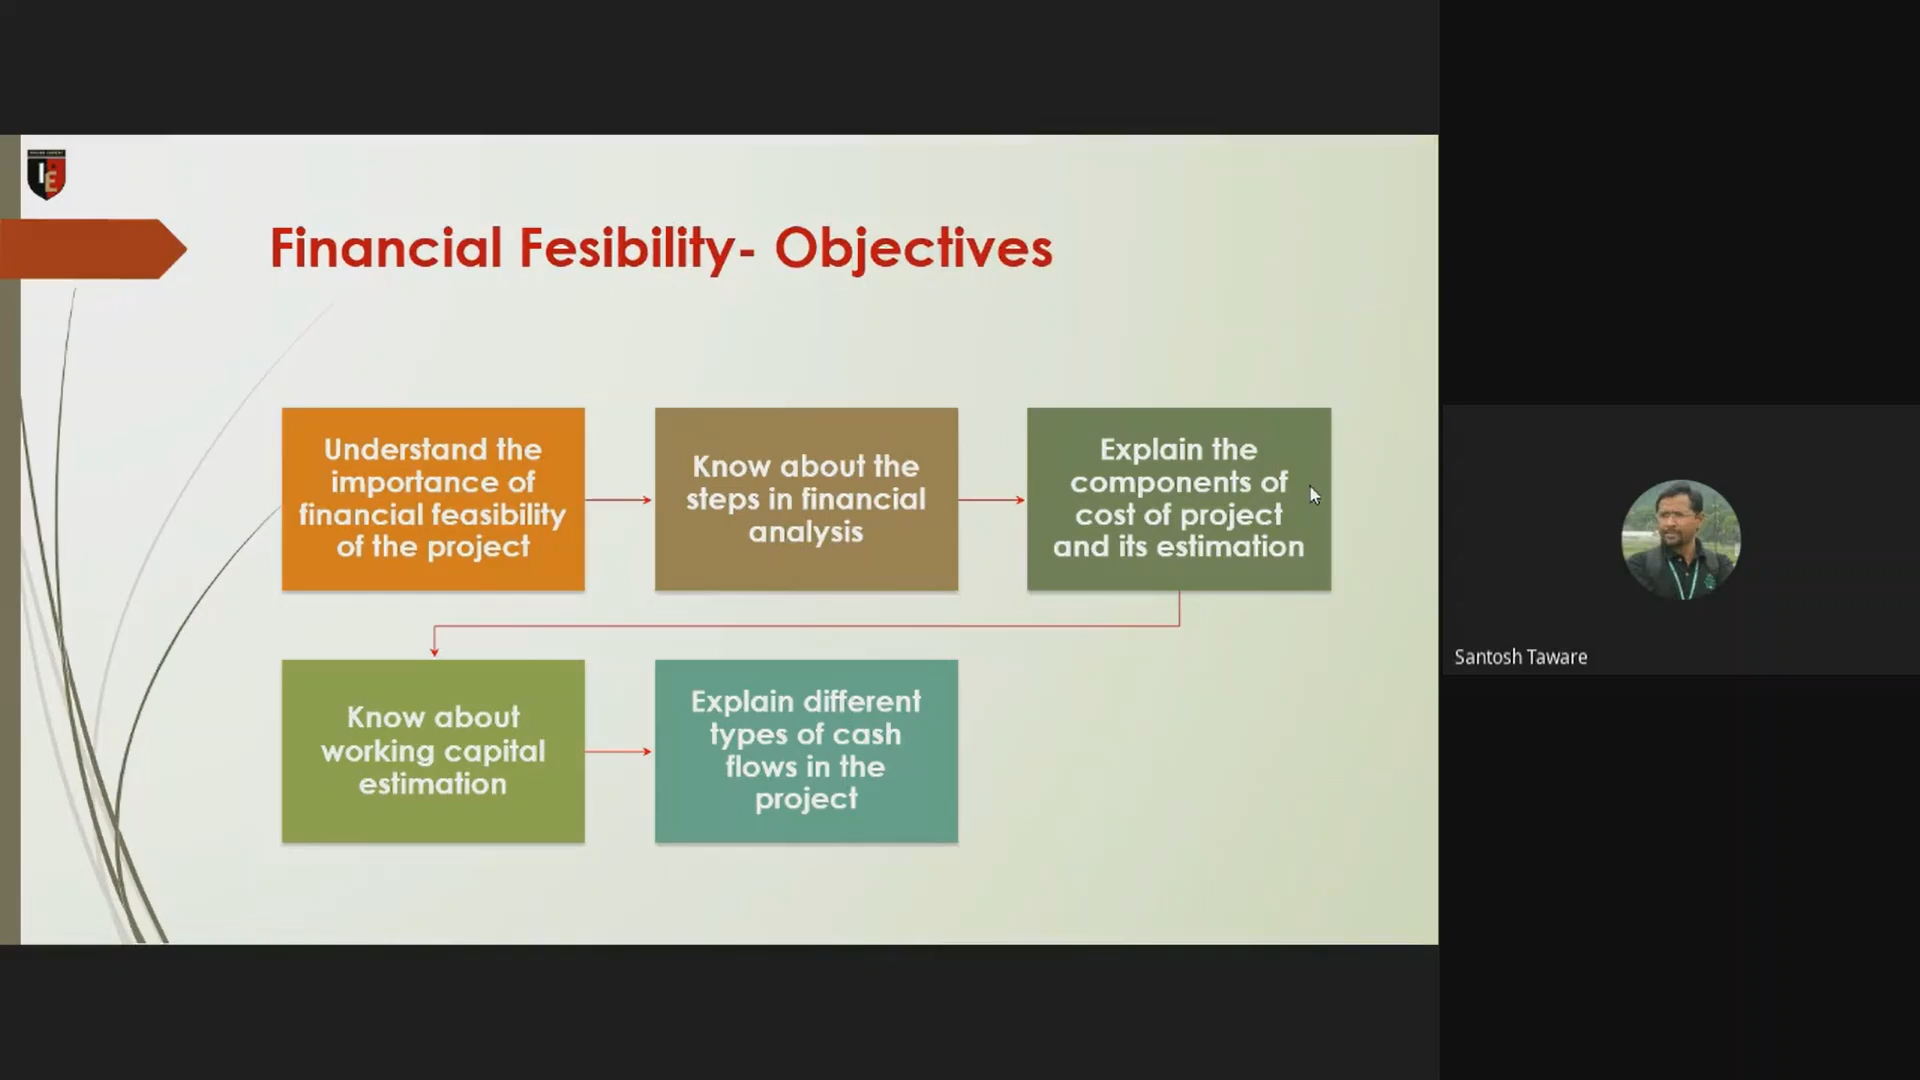 IE
Financial Fesibility- Objectives
Understand the
importance of
financial feasibility
of the project
Know about the
steps in financial
analysis
Explain the
components of
cost of project
and its estimation
Know about
working capital
estimation
Explain different
types of cash
flows in the
project
Santosh Taware